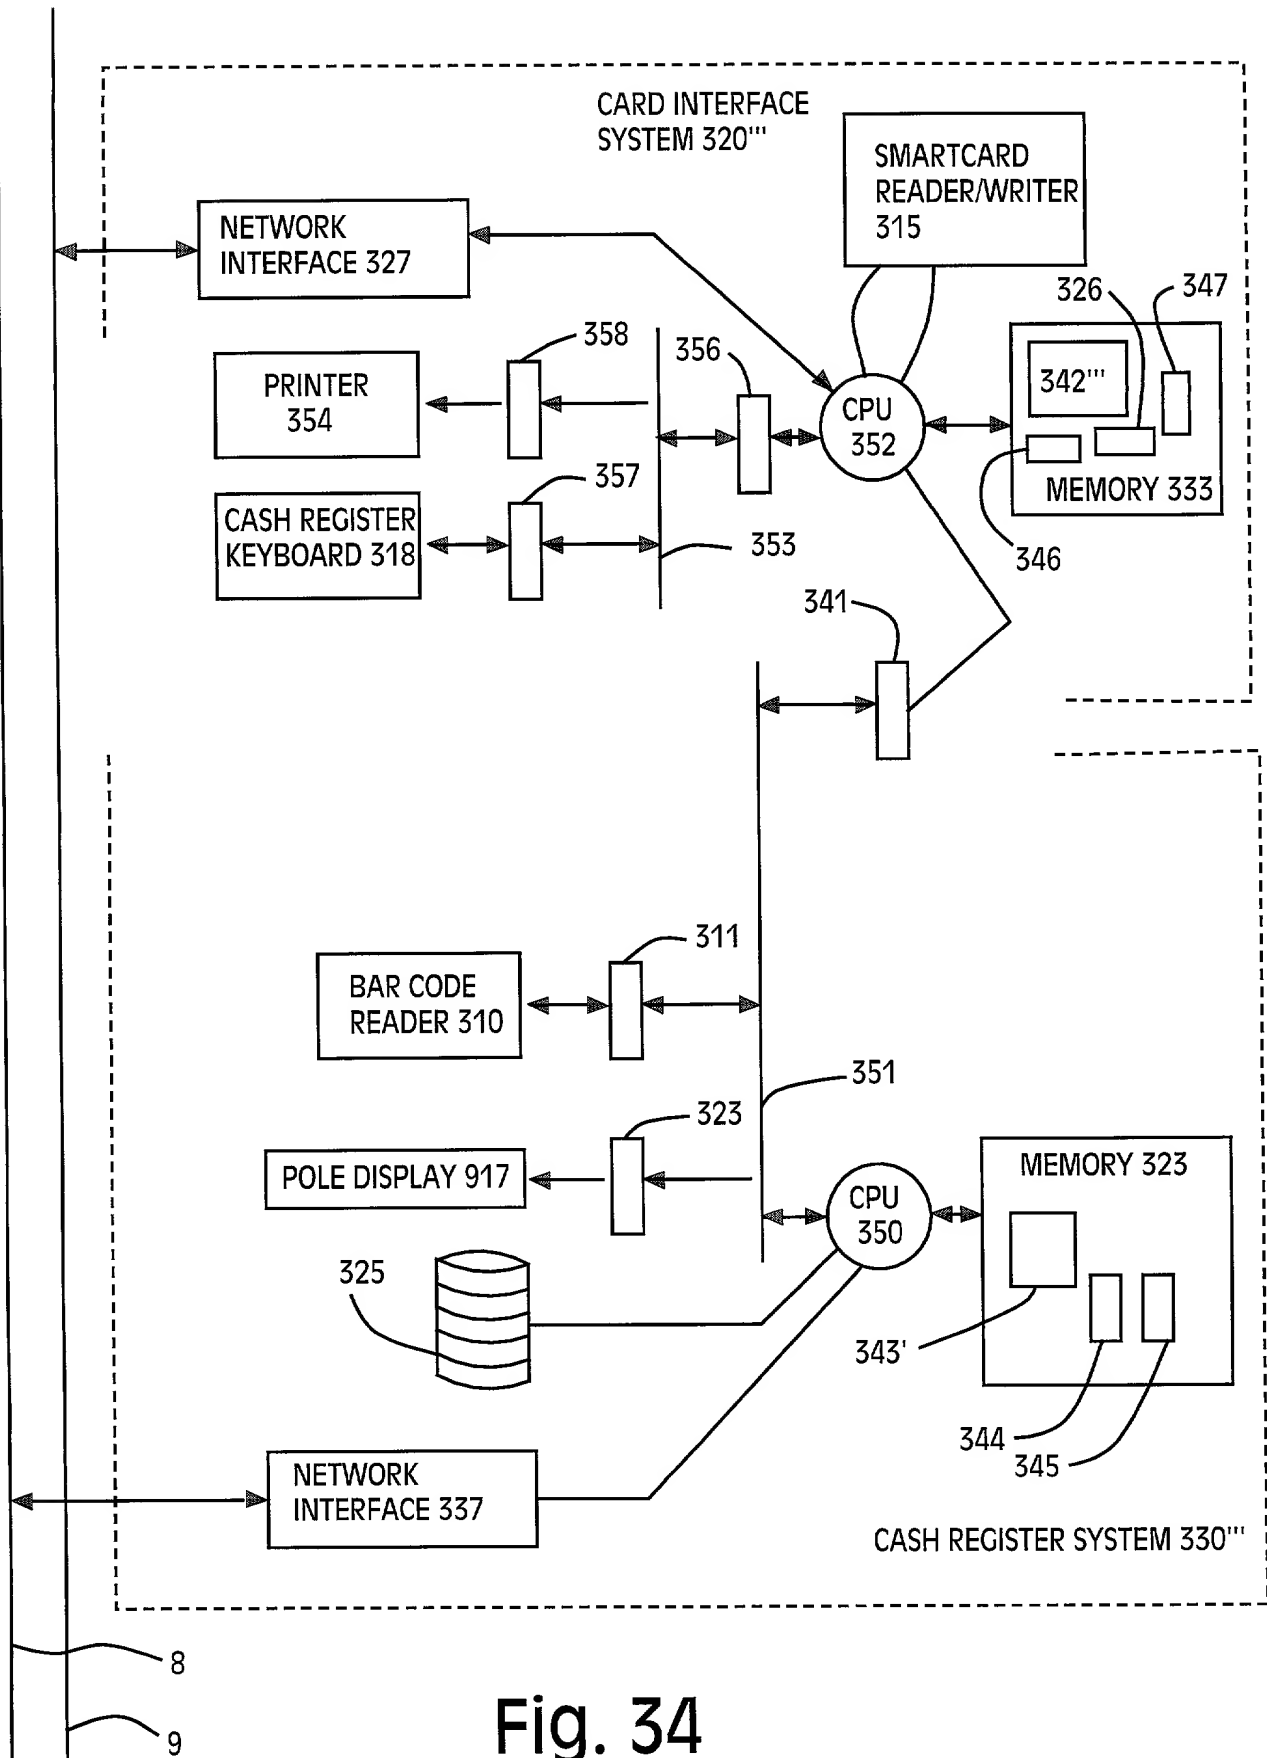 CARD INTERFACE
SYSTEM 320'''
SMARTCARD
READER/WRITER
315
NETWORK
INTERFACE 327
326
347
358
356
PRINTER
354
CPU
352
342'''
MEMORY 333
357
CASH REGISTER
KEYBOARD 318
353
346
341
311
BAR CODE
READER 310
351
323
POLE DISPLAY 917
CPU
350
MEMORY 323
325
343'
344
345
NETWORK
INTERFACE 337
CASH REGISTER SYSTEM 330'''
8
9
Fig. 34